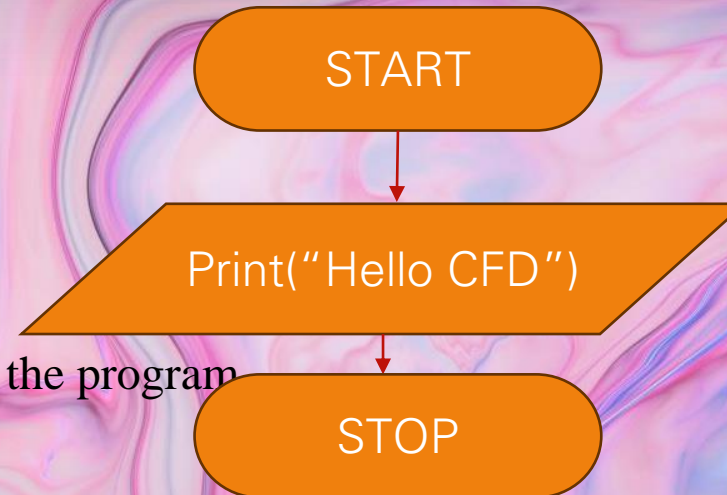 START
Print(“Hello CFD”)
the program
STOP